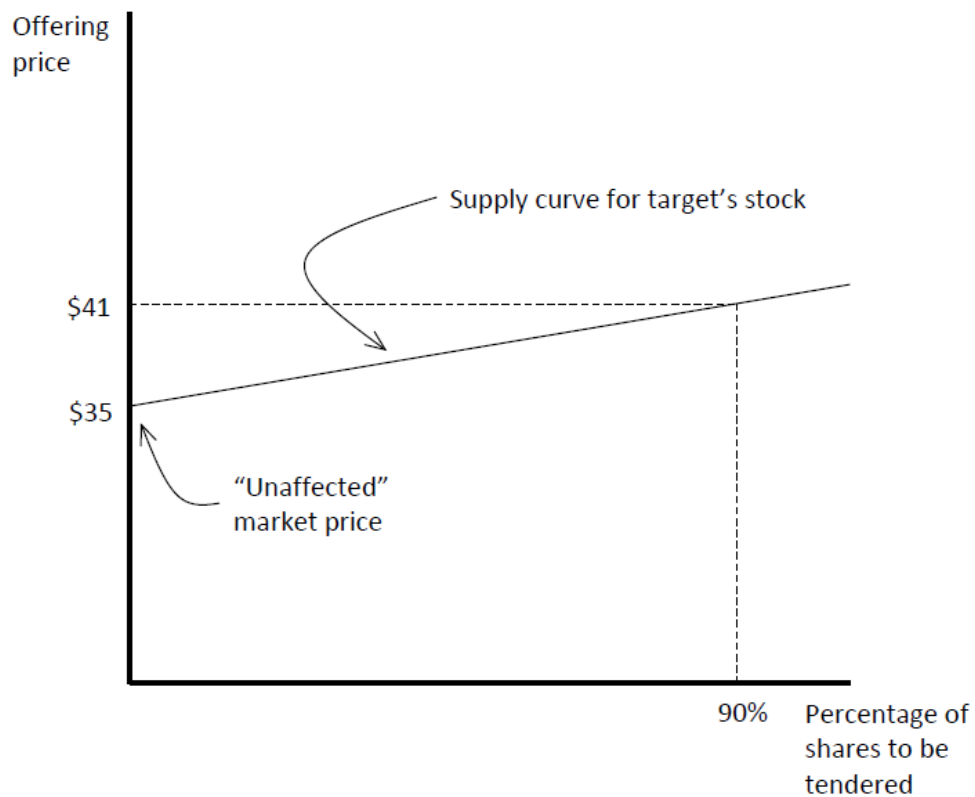 Offering
price
Supply curve for target’s stock
$41
$35
“Unaffected”
market price
90%
Percentage of
shares to be
tendered